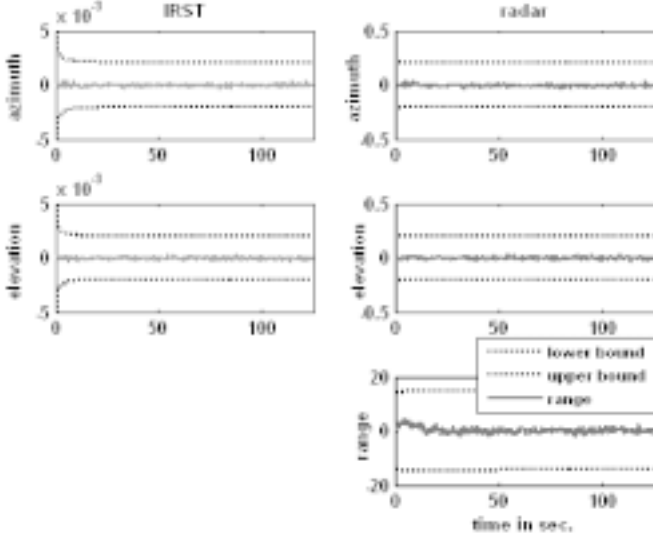 IRST
× 10⁻³
5
0
-5
azimuth
0 50 100
radar
0.5
0
-0.5
azimuth
0 50 100
× 10⁻³
5
0
-5
elevation
0 50 100
0.5
0
-0.5
elevation
0 50 100
lower bound
upper bound
range
20
0
-20
range
0 50 100
time in sec.